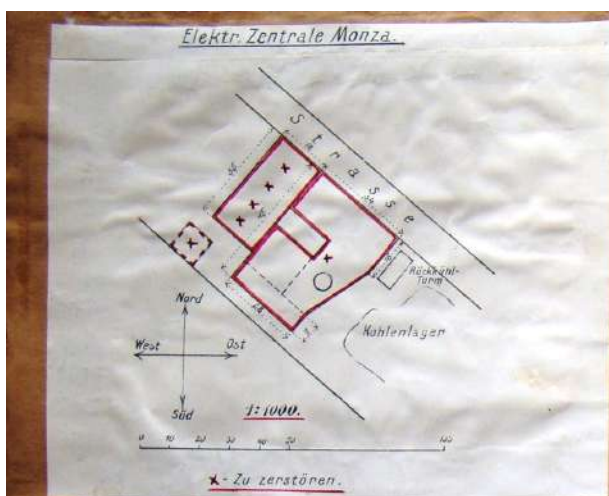 Elektr. Zentrale Monza.
Strasse
Rückkühl-
Turm
Kohlenlager
Nord
West Ost
Süd
1:1000.
0 10 20 30 40 50 100
x - Zu zerstören.